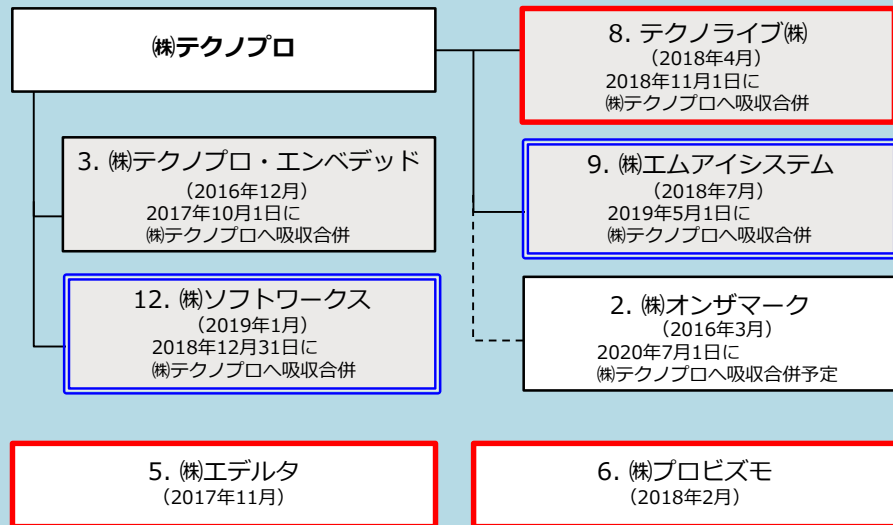 ㈱テクノプロ
8. テクノライブ㈱
(2018年4月)
2018年11月1日に
㈱テクノプロへ吸収合併
3. ㈱テクノプロ・エンベデッド
(2016年12月)
2017年10月1日に
㈱テクノプロへ吸収合併
9. ㈱エムアイシステム
(2018年7月)
2019年5月1日に
㈱テクノプロへ吸収合併
12. ㈱ソフトワークス
(2019年1月)
2018年12月31日に
㈱テクノプロへ吸収合併
2. ㈱オンザマーク
(2016年3月)
2020年7月1日に
㈱テクノプロへ吸収合併予定
5. ㈱エデルタ
(2017年11月)
6. ㈱プロビズモ
(2018年2月)